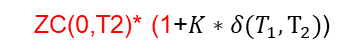 ZC(0,T2)* (1+K ∗ δ(T₁,T₂))